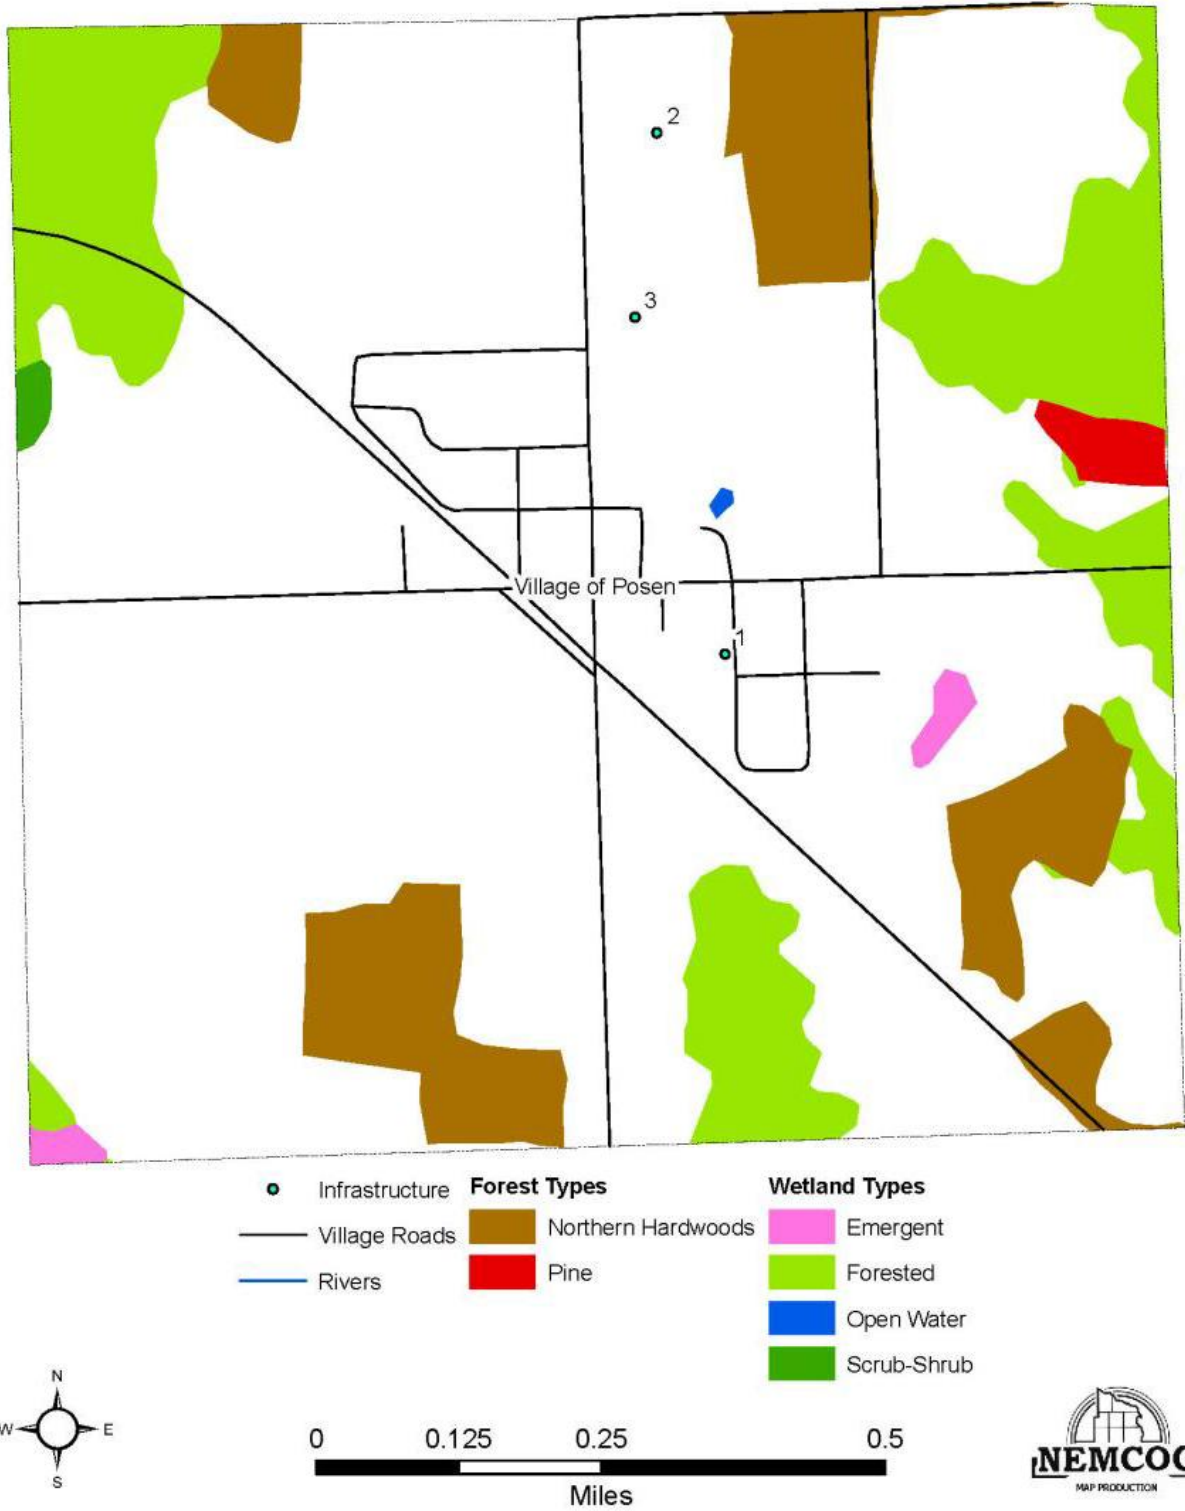 2
3
Village of Posen
1
Infrastructure
Village Roads
Rivers
Forest Types
Northern Hardwoods
Pine
Wetland Types
Emergent
Forested
Open Water
Scrub-Shrub
N
W E
S
0 0.125 0.25 0.5
Miles
NEMCOG
MAP PRODUCTION